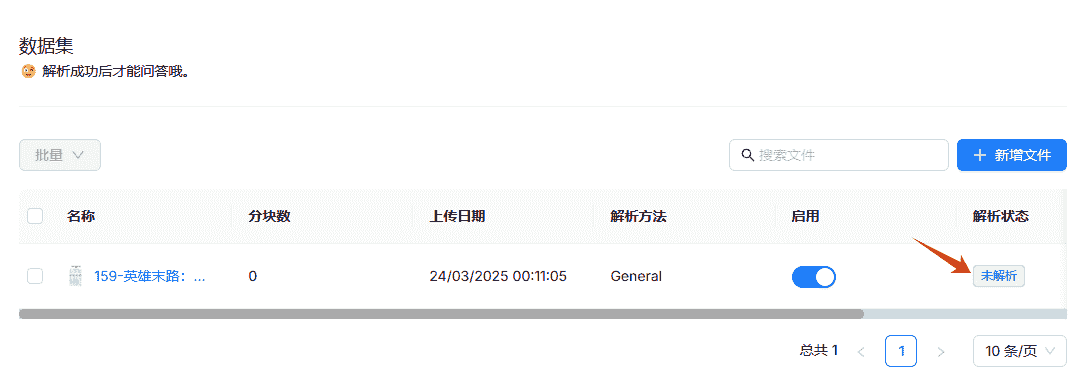 数据集
解析成功后才能问答哦。
批量
搜索文件
新增文件
名称 分块数 上传日期 解析方法 启用 解析状态
159-英雄末路：... 0 24/03/2025 00:11:05 General 未解析
总共 1 1 10 条/页